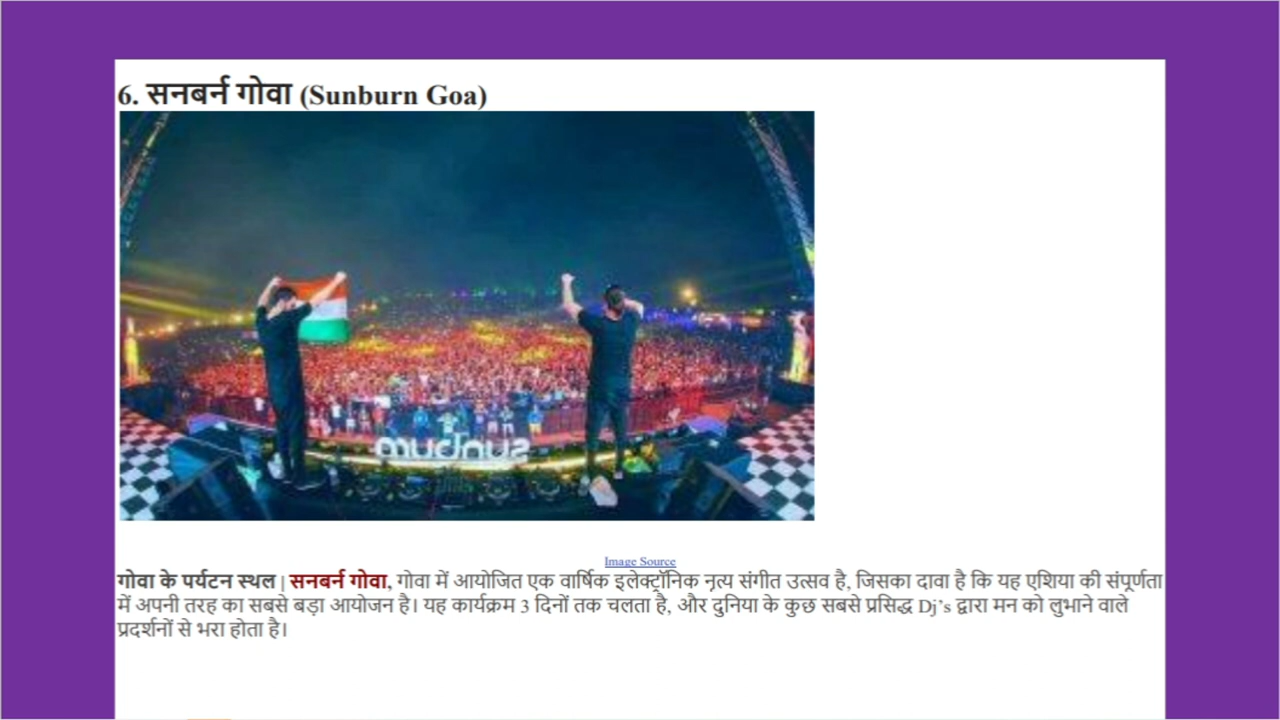 6. सनबर्न गोवा (Sunburn Goa)
sunburn
Image Source
गोवा के पर्यटन स्थल | सनबर्न गोवा, गोवा में आयोजित एक वार्षिक इलेक्ट्रॉनिक नृत्य संगीत उत्सव है, जिसका दावा है कि यह एशिया की संपूर्णता
में अपनी तरह का सबसे बड़ा आयोजन है। यह कार्यक्रम 3 दिनों तक चलता है, और दुनिया के कुछ सबसे प्रसिद्ध Dj’s द्वारा मन को लुभाने वाले
प्रदर्शनों से भरा होता है।